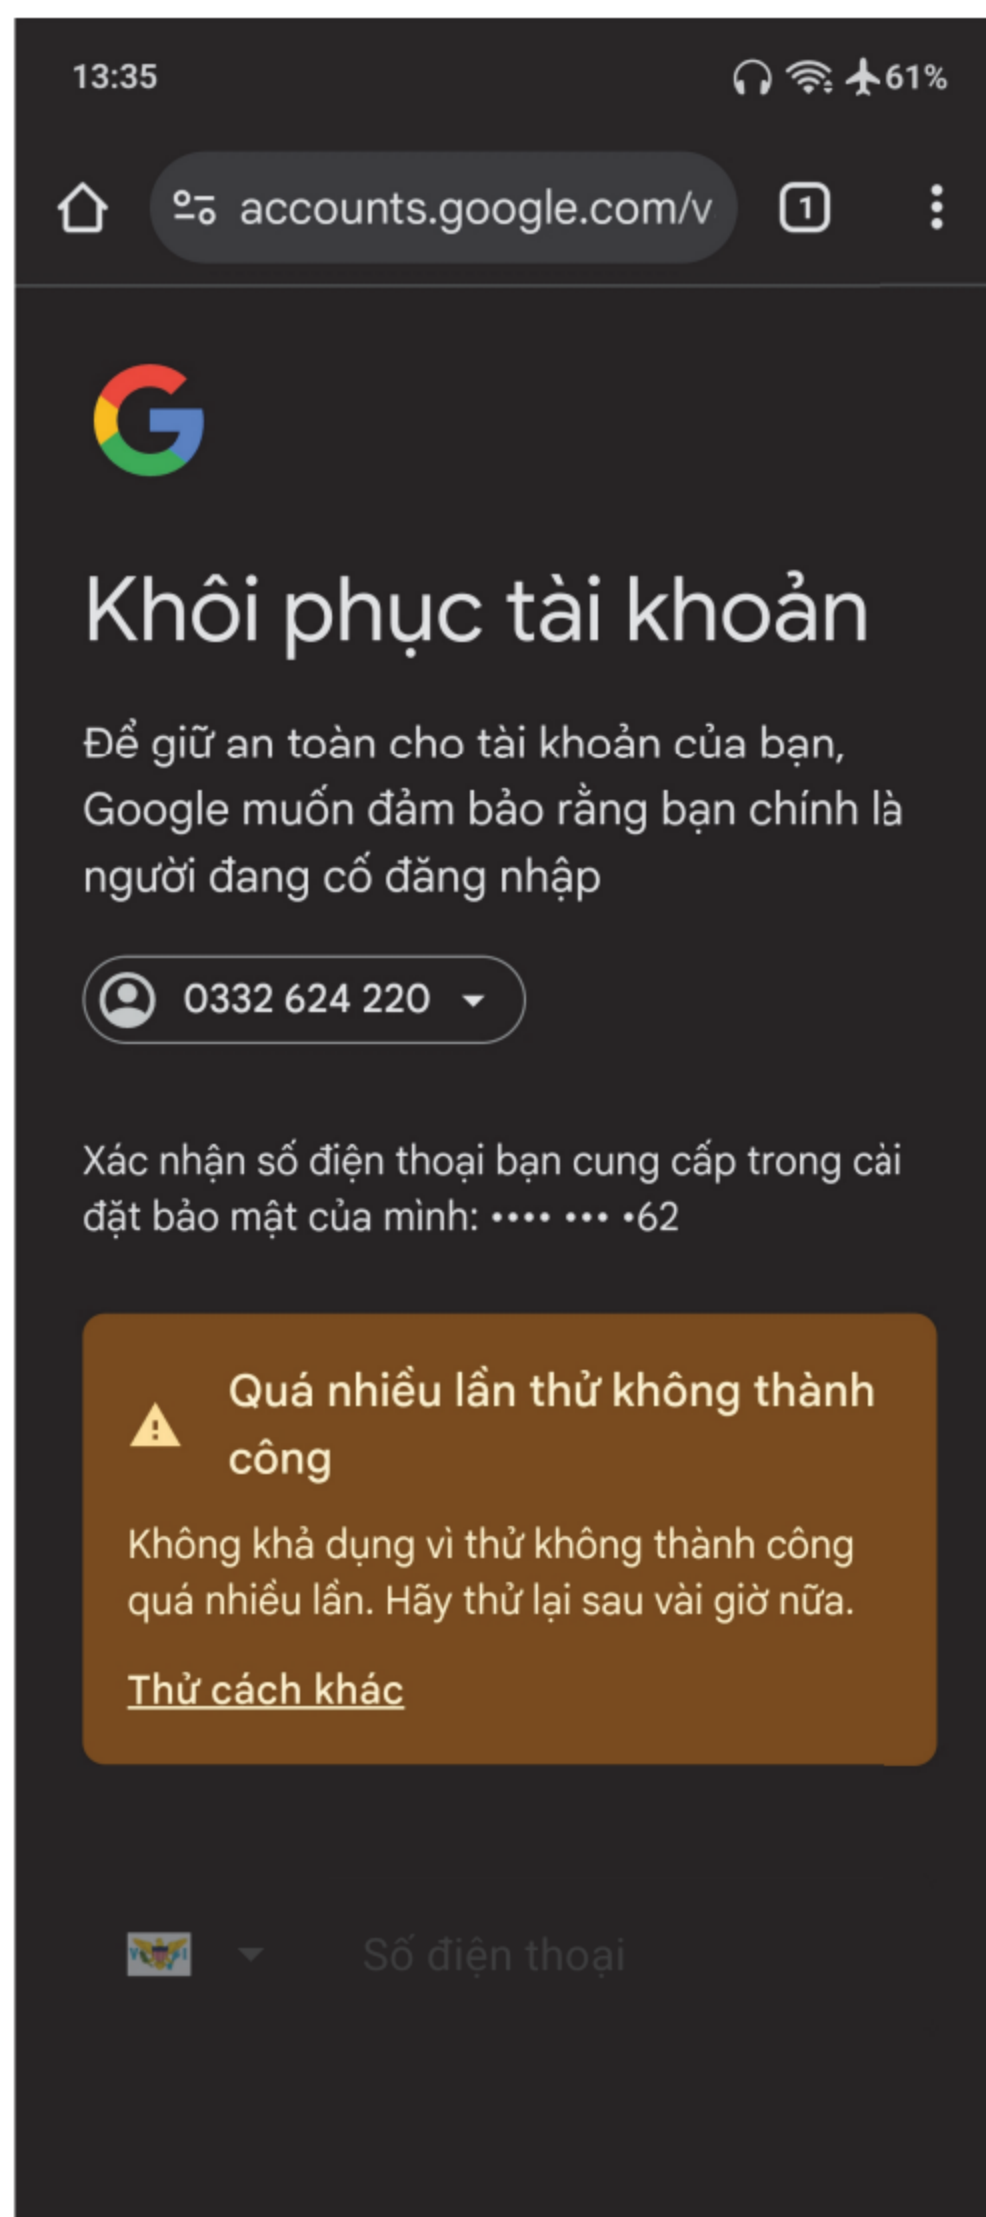 13:35
61%
accounts.google.com/v
1
Khôi phục tài khoản
Để giữ an toàn cho tài khoản của bạn,
Google muốn đảm bảo rằng bạn chính là
người đang cố đăng nhập
0332 624 220
Xác nhận số điện thoại bạn cung cấp trong cài
đặt bảo mật của mình: •••• ••• •62
Quá nhiều lần thử không thành
công
Không khả dụng vì thử không thành công
quá nhiều lần. Hãy thử lại sau vài giờ nữa.
Thử cách khác
Số điện thoại